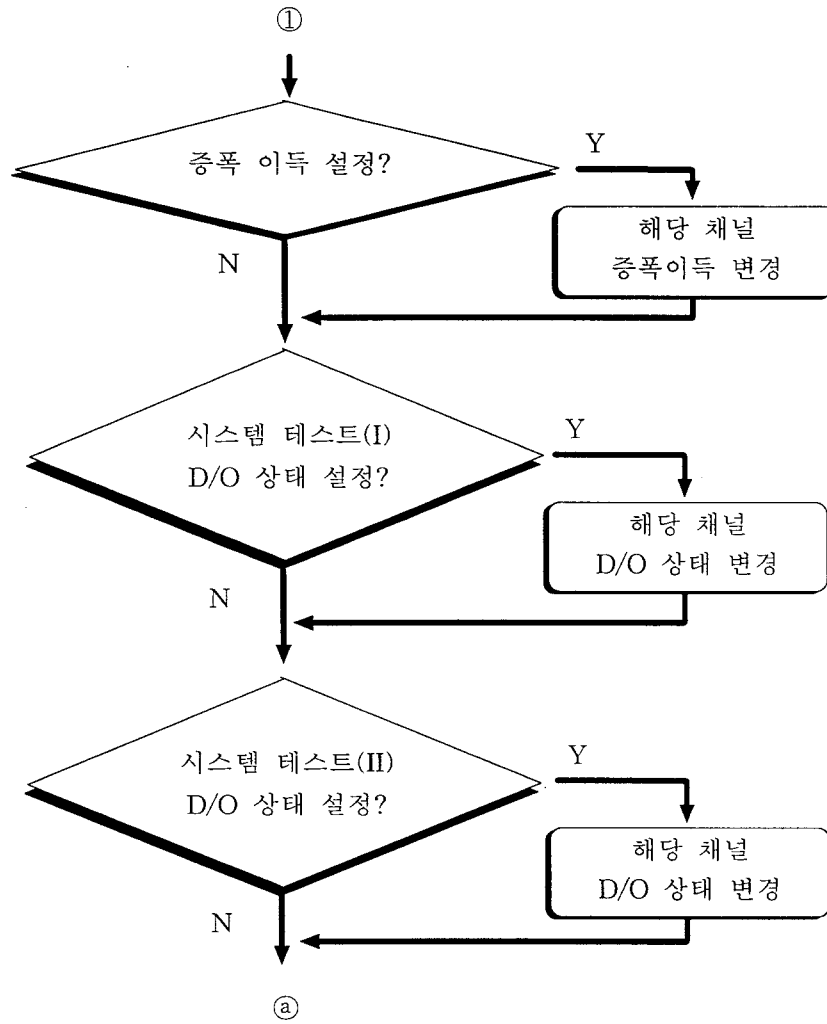 ①
증폭 이득 설정?
Y
해당 채널
증폭이득 변경
N
시스템 테스트(I)
D/O 상태 설정?
Y
해당 채널
D/O 상태 변경
N
시스템 테스트(II)
D/O 상태 설정?
Y
해당 채널
D/O 상태 변경
N
ⓐ